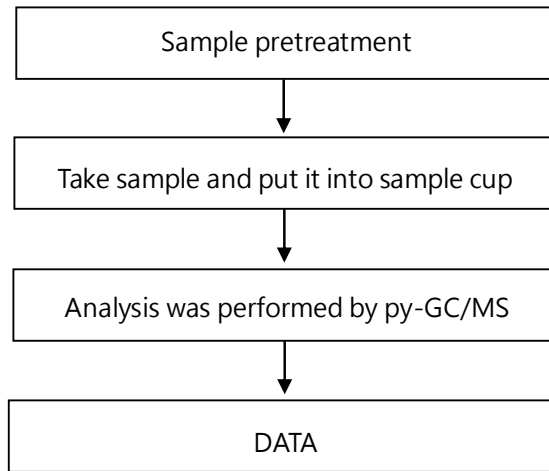 Sample pretreatment
Take sample and put it into sample cup
Analysis was performed by py-GC/MS
DATA